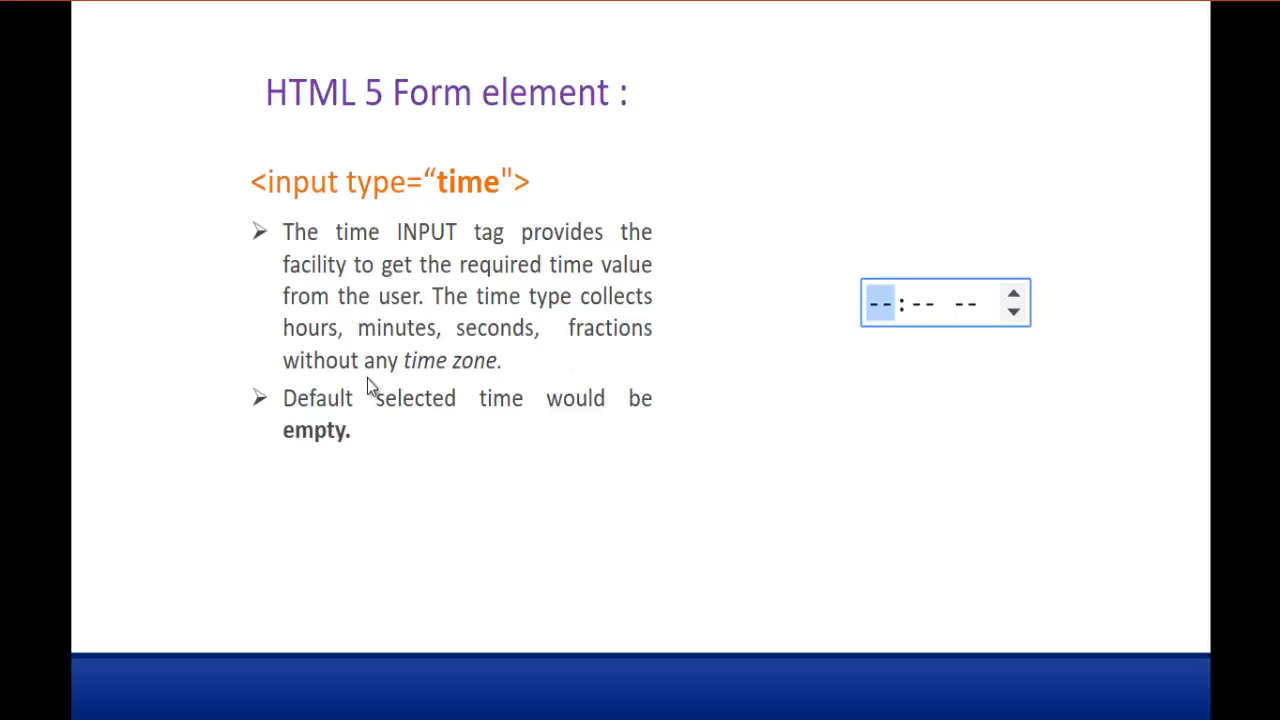 HTML 5 Form element :
<input type=“time">
➢ The time INPUT tag provides the
facility to get the required time value
from the user. The time type collects
hours, minutes, seconds, fractions
without any time zone.
➢ Default selected time would be
empty.
--:-- --